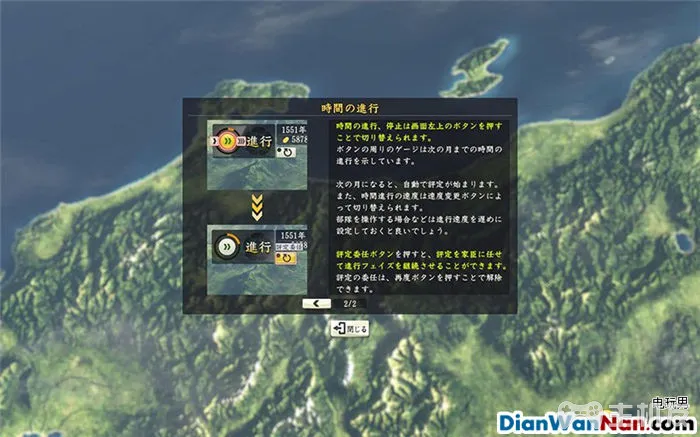 時間の進行
進行
1551年
5878
進行
1551年
評定委任
時間の進行、停止は画面左上のボタンを押す
ことで切り替えられます。
ボタンの周りのゲージは次の月までの時間の
進行を示しています。
次の月になると、自動で評定が始まります。
また、時間進行の速度は速度変更ボタンによ
って切り替えられます。
部隊を操作する場合などは進行速度を遅めに
設定しておくと良いでしょう。
評定委任ボタンを押すと、評定を家臣に任せ
て進行フェイズを継続させることができます。
評定の委任は、再度ボタンを押すことで解除
できます。
2/2
閉じる
电玩男
DianWanNan.com